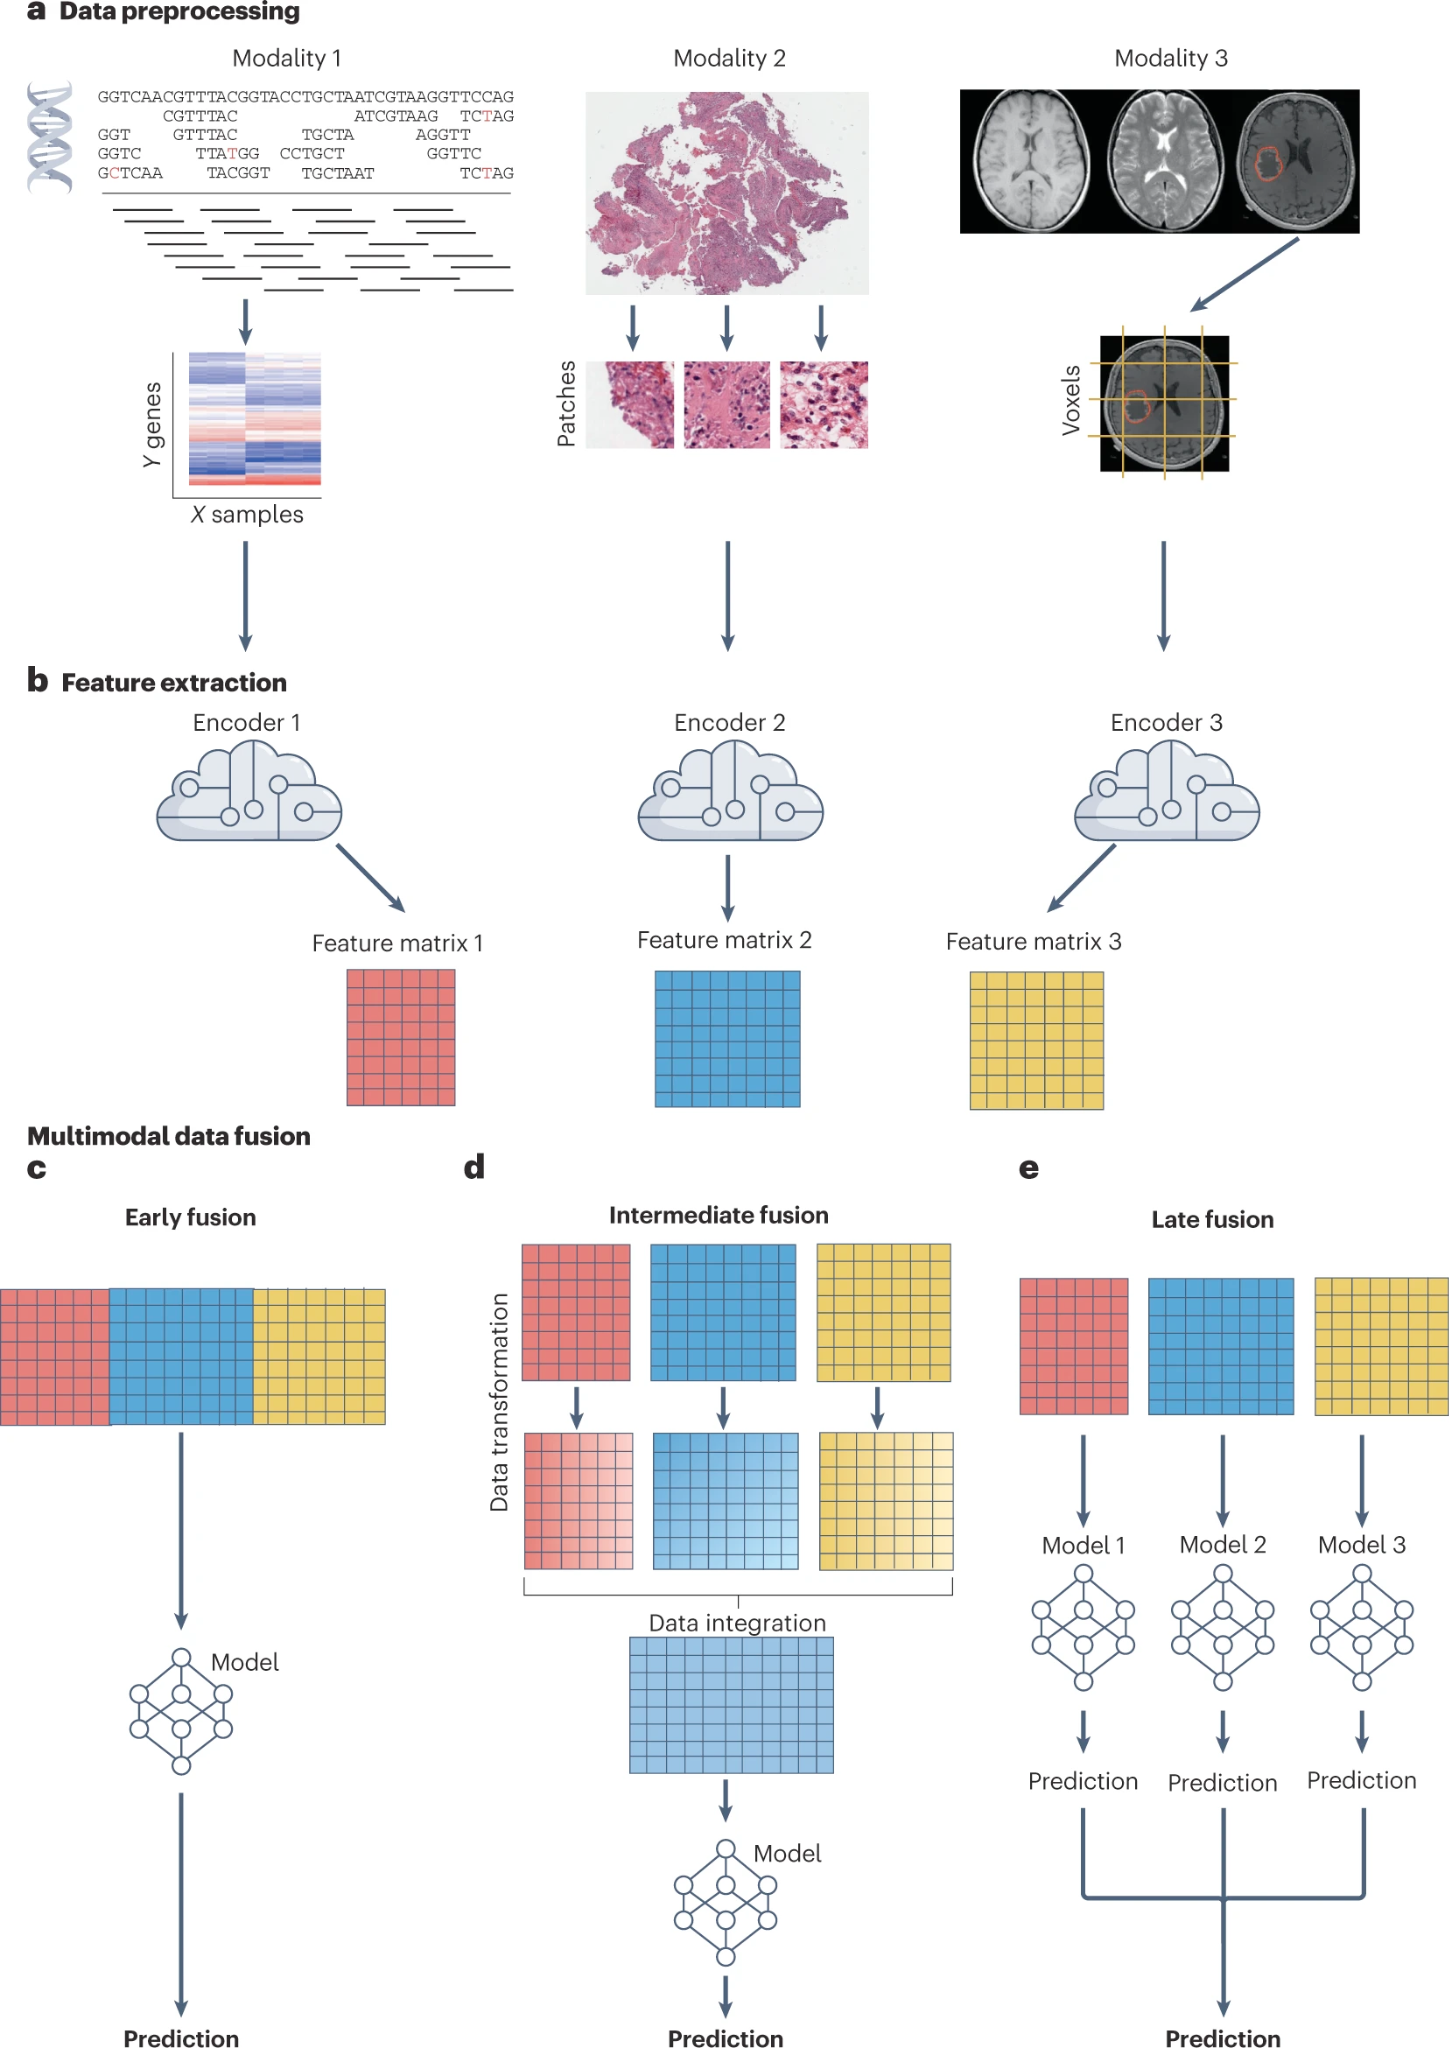 a Data preprocessing
Modality 1
Modality 2
Modality 3
GGTCAACGTTTACGGTACCTGCTAATCGTAAGGTTCCAG
CGTTTAC ATCGTAAG TCTAG
GGT GTTTAC TGCTA AGGTT
GGTC TTATGG CCTGCT GGTTC
GCTCAA TACGGT TGCTAAT TCTAG
Y genes
X samples
Patches
Voxels
b Feature extraction
Encoder 1
Encoder 2
Encoder 3
Feature matrix 1
Feature matrix 2
Feature matrix 3
Multimodal data fusion
c
Early fusion
Model
Prediction
d
Intermediate fusion
Data transformation
Data integration
Model
Prediction
e
Late fusion
Model 1
Model 2
Model 3
Prediction
Prediction
Prediction
Prediction